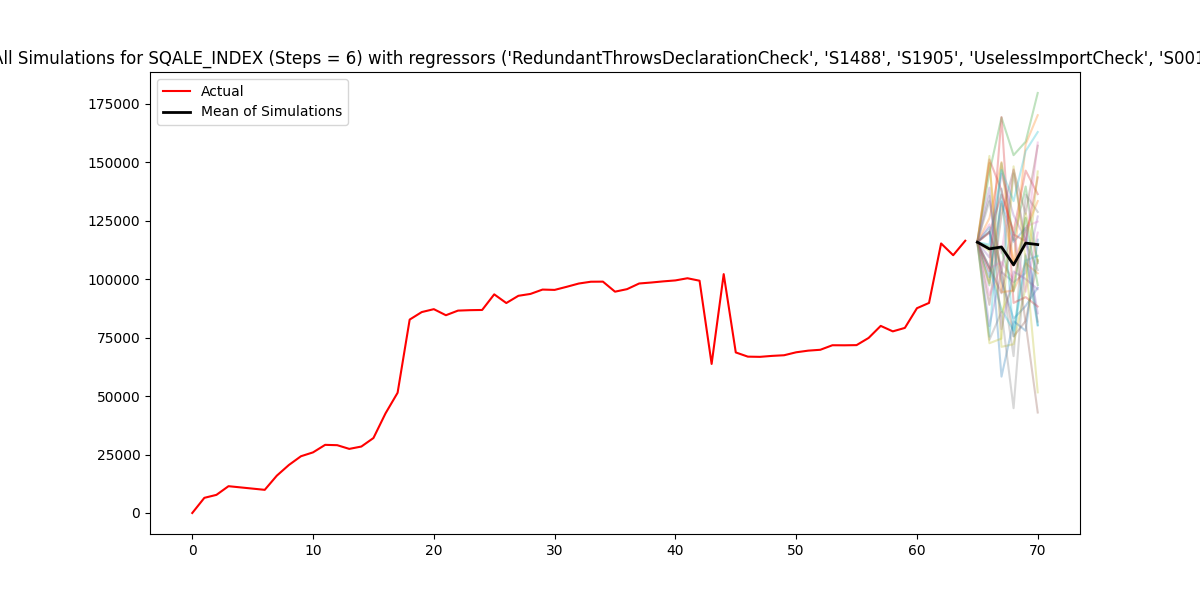 All Simulations for SQALE_INDEX (Steps = 6) with regressors ('RedundantThrowsDeclarationCheck', 'S1488', 'S1905', 'UselessImportCheck', 'S001
Actual
Mean of Simulations
175000
150000
125000
100000
75000
50000
25000
0
0 10 20 30 40 50 60 70